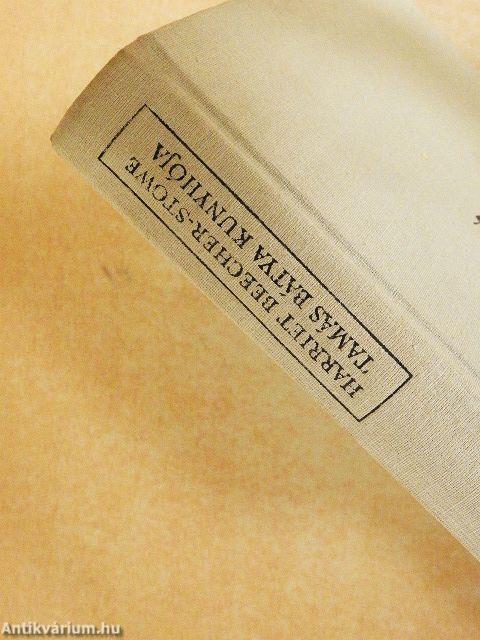 HARRIET BEECHER-STOWE
TAMÁS BÁTYA KUNYHÓJA
Antikvárium.hu